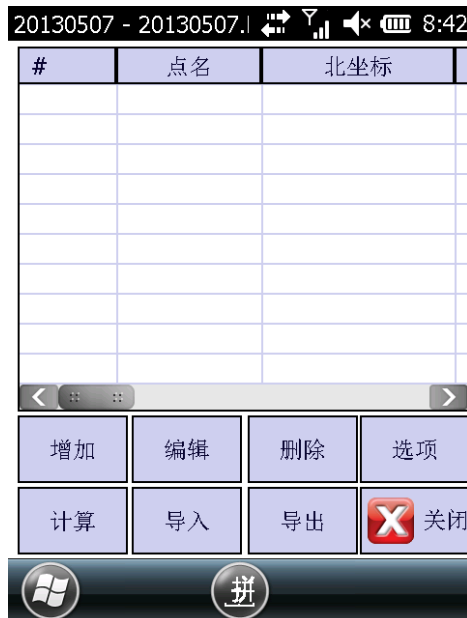 20130507 - 20130507. 8:42
# 点名 北坐标
增加 编辑 删除 选项
计算 导入 导出 关闭
拼